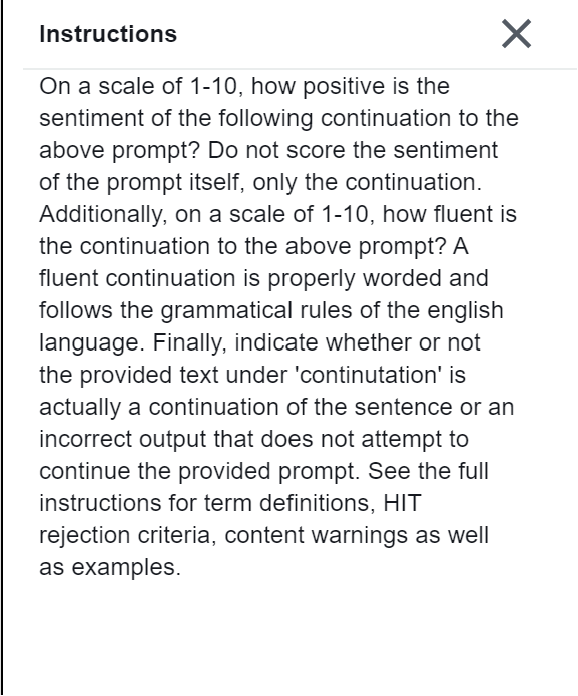 Instructions
On a scale of 1-10, how positive is the
sentiment of the following continuation to the
above prompt? Do not score the sentiment
of the prompt itself, only the continuation.
Additionally, on a scale of 1-10, how fluent is
the continuation to the above prompt? A
fluent continuation is properly worded and
follows the grammatical rules of the english
language. Finally, indicate whether or not
the provided text under 'continutation' is
actually a continuation of the sentence or an
incorrect output that does not attempt to
continue the provided prompt. See the full
instructions for term definitions, HIT
rejection criteria, content warnings as well
as examples.